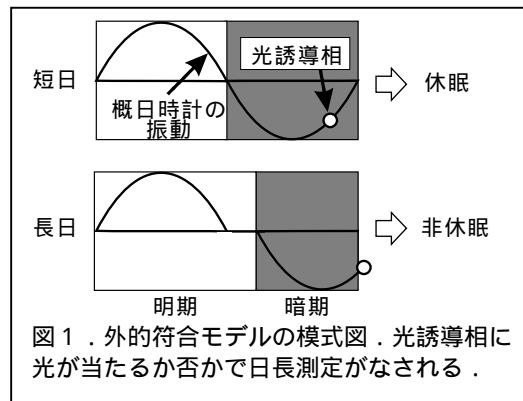 短日
光誘導相
概日時計の
振動
休眠
長日
非休眠
明期
暗期
図１．外的符合モデルの模式図．光誘導相に
光が当たるか否かで日長測定がなされる．